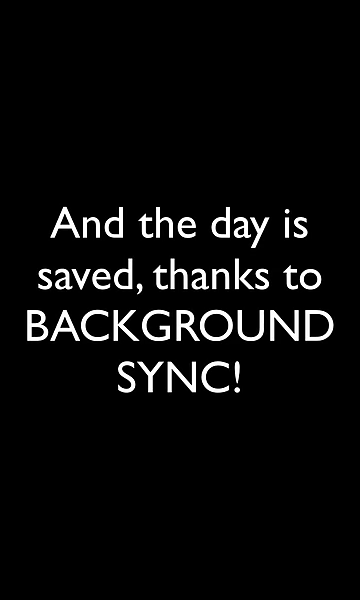 And the day is
saved, thanks to
BACKGROUND
SYNC!